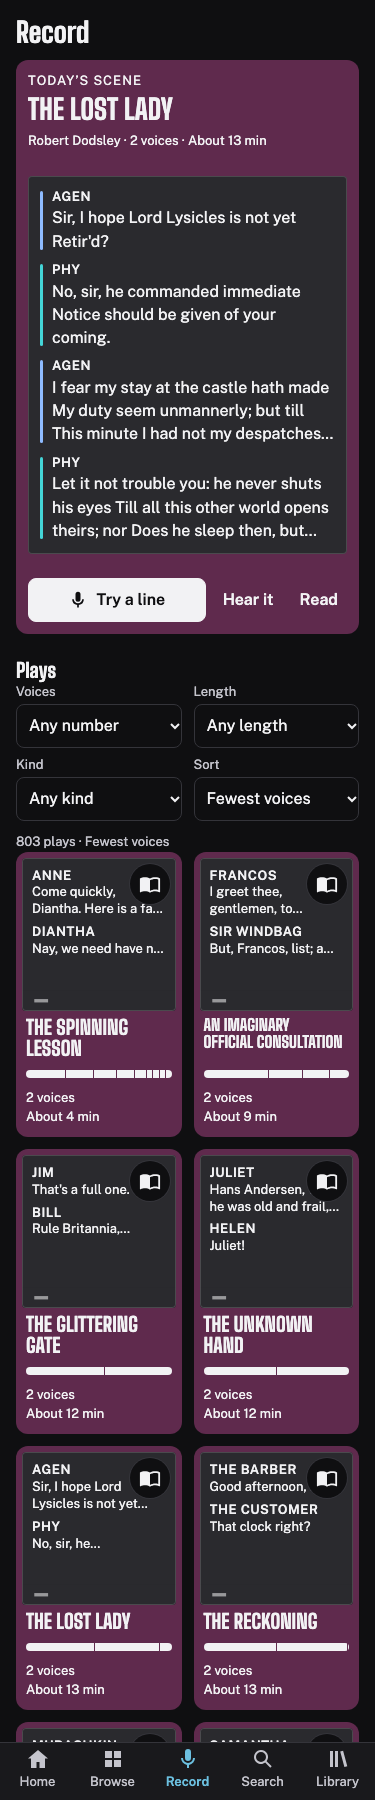 Record
TODAY'S SCENE
THE LOST LADY
Robert Dodsley · 2 voices · About 13 min
AGEN
Sir, I hope Lord Lysicles is not yet
Retir'd?
PHY
No, sir, he commanded immediate
Notice should be given of your
coming.
AGEN
I fear my stay at the castle hath made
My duty seem unmannerly; but till
This minute I had not my despatches...
PHY
Let it not trouble you: he never shuts
his eyes Till all this other world opens
theirs; nor Does he sleep then, but...
Try a line
Hear it
Read
Plays
Voices
Length
Any number
Any length
Kind
Sort
Any kind
Fewest voices
803 plays · Fewest voices
ANNE
Come quickly,
Diantha. Here is a fa...
DIANTHA
Nay, we need have n...
THE SPINNING
LESSON
2 voices
About 4 min
FRANCOS
I greet thee,
gentlemen, to...
SIR WINDBAG
But, Francos, list; a...
AN IMAGINARY
OFFICIAL CONSULTATION
2 voices
About 9 min
JIM
That's a full one.
BILL
Rule Britannia,...
THE GLITTERING
GATE
2 voices
About 12 min
JULIET
Hans Andersen,
he was old and frail,...
HELEN
Juliet!
THE UNKNOWN
HAND
2 voices
About 12 min
AGEN
Sir, I hope Lord
Lysicles is not yet...
PHY
No, sir, he...
THE LOST LADY
2 voices
About 13 min
THE BARBER
Good afternoon,
THE CUSTOMER
That clock right?
THE RECKONING
2 voices
About 13 min
Home
Browse
Record
Search
Library